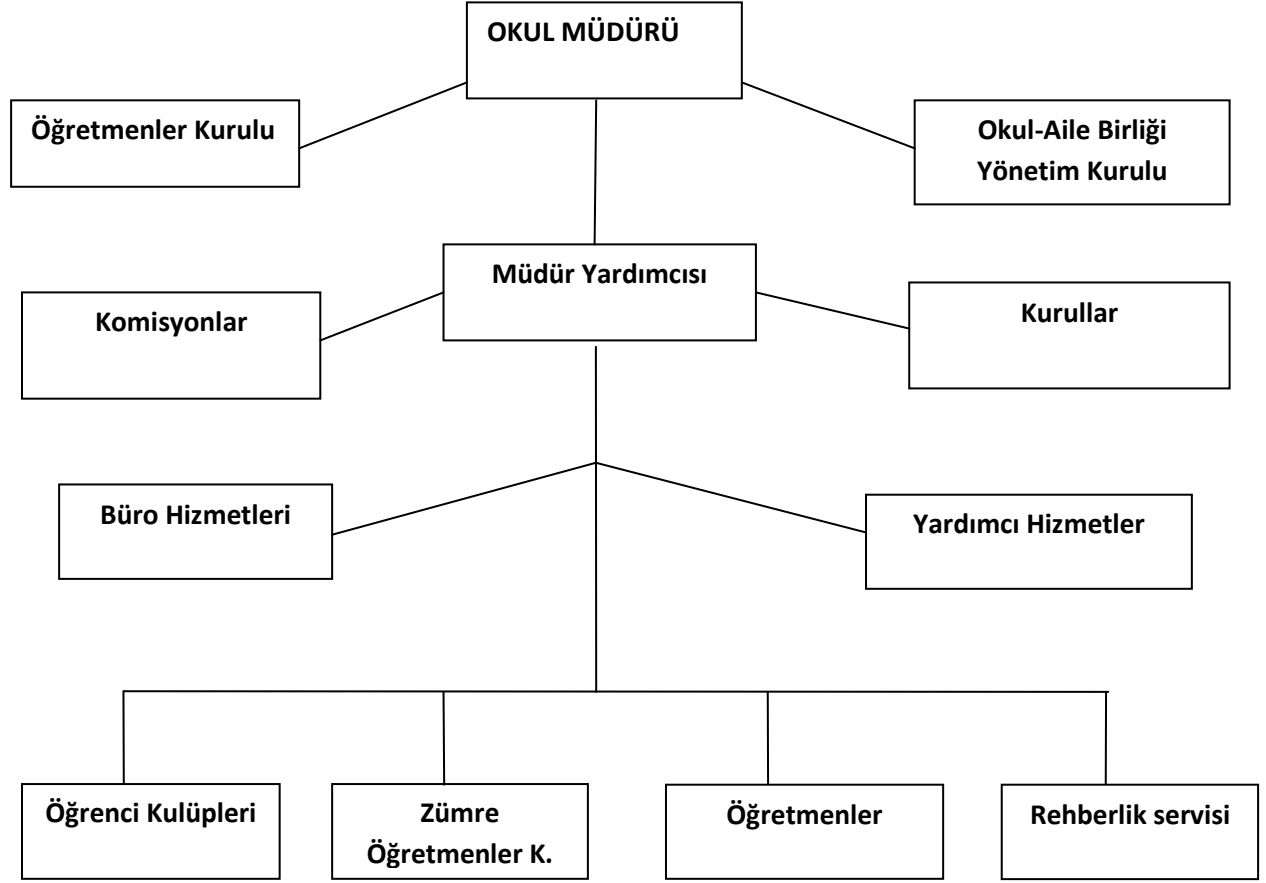 OKUL MÜDÜRÜ
Öğretmenler Kurulu
Okul-Aile Birliği
Yönetim Kurulu
Müdür Yardımcısı
Komisyonlar
Kurullar
Büro Hizmetleri
Yardımcı Hizmetler
Öğrenci Kulüpleri
Zümre
Öğretmenler K.
Öğretmenler
Rehberlik servisi